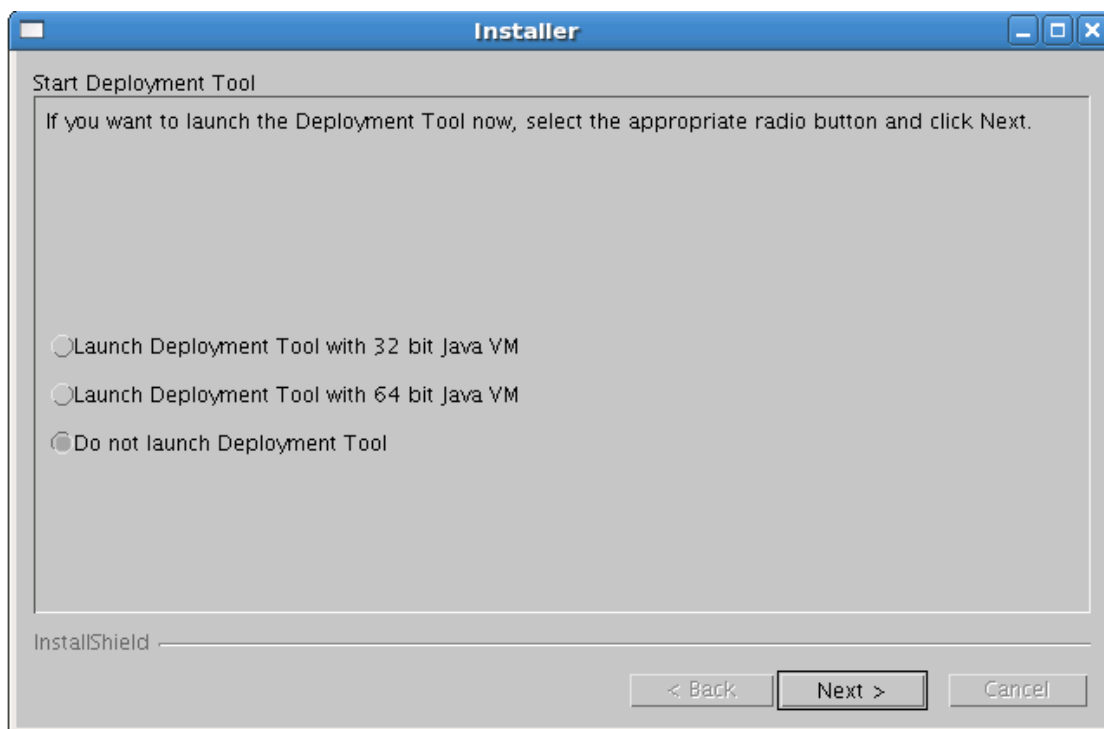 Installer
Start Deployment Tool
If you want to launch the Deployment Tool now, select the appropriate radio button and click Next.
Launch Deployment Tool with 32 bit Java VM
Launch Deployment Tool with 64 bit Java VM
Do not launch Deployment Tool
InstallShield
< Back Next > Cancel